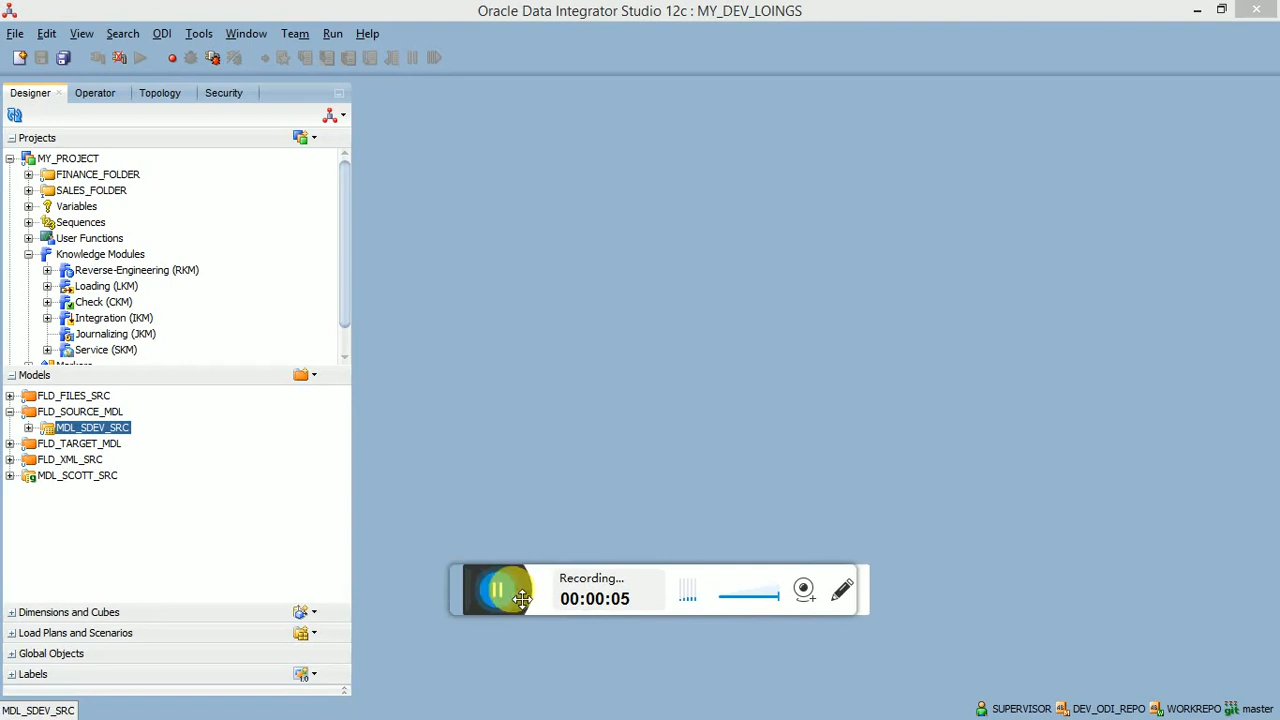 Oracle Data Integrator Studio 12c : MY_DEV_LOINGS
File Edit View Search ODI Tools Window Team Run Help
Designer Operator Topology Security
Projects
MY_PROJECT
FINANCE_FOLDER
SALES_FOLDER
Variables
Sequences
User Functions
Knowledge Modules
Reverse-Engineering (RKM)
Loading (LKM)
Check (CKM)
Integration (IKM)
Journalizing (JKM)
Service (SKM)
Models
FLD_FILES_SRC
FLD_SOURCE_MDL
MDL_SDEV_SRC
FLD_TARGET_MDL
FLD_XML_SRC
MDL_SCOTT_SRC
Recording...
00:00:05
Dimensions and Cubes
Load Plans and Scenarios
Global Objects
Labels
MDL_SDEV_SRC
SUPERVISOR DEV_ODI_REPO WORKREPO master